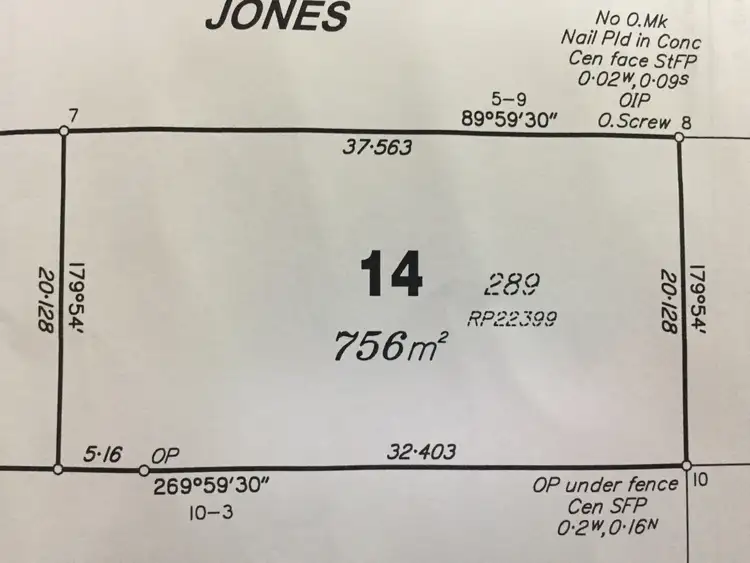 JONES
No O.Mk
Nail Pld in Conc
Cen face StFP
0·02W,0·09S
OIP
O.Screw 8
7
5-9
89°59'30"
37·563
20·128
179°54'
14
289
RP22399
756m²
20·128
179°54'
5·16
OP
32·403
269°59'30"
10-3
10
OP under fence
Cen SFP
0·2W,0·16N